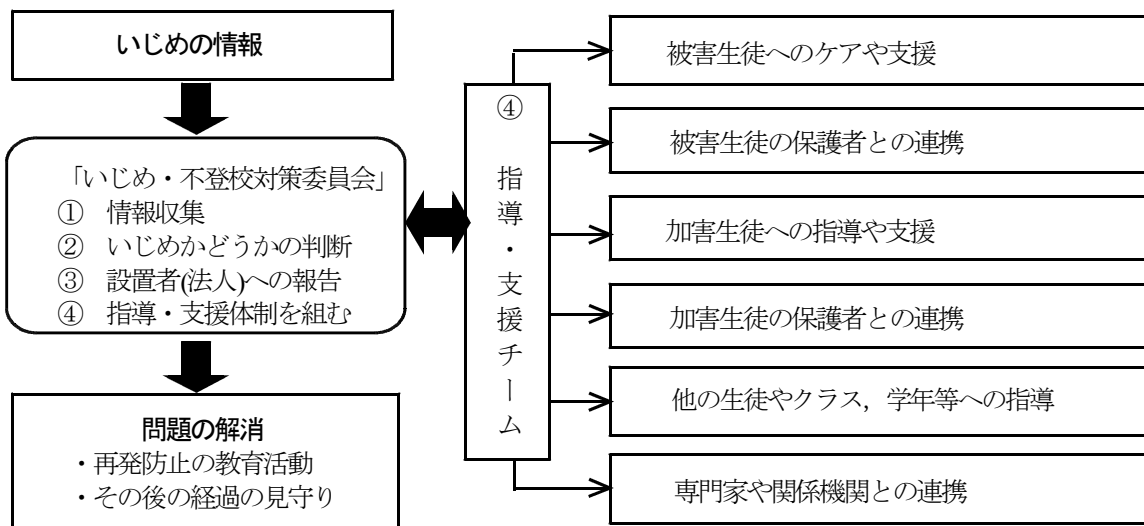 いじめの情報
「いじめ・不登校対策委員会」
① 情報収集
② いじめかどうかの判断
③ 設置者(法人)への報告
④ 指導・支援体制を組む
問題の解消
・再発防止の教育活動
・その後の経過の見守り
④ 指導・支援チーム
被害生徒へのケアや支援
被害生徒の保護者との連携
加害生徒への指導や支援
加害生徒の保護者との連携
他の生徒やクラス，学年等への指導
専門家や関係機関との連携